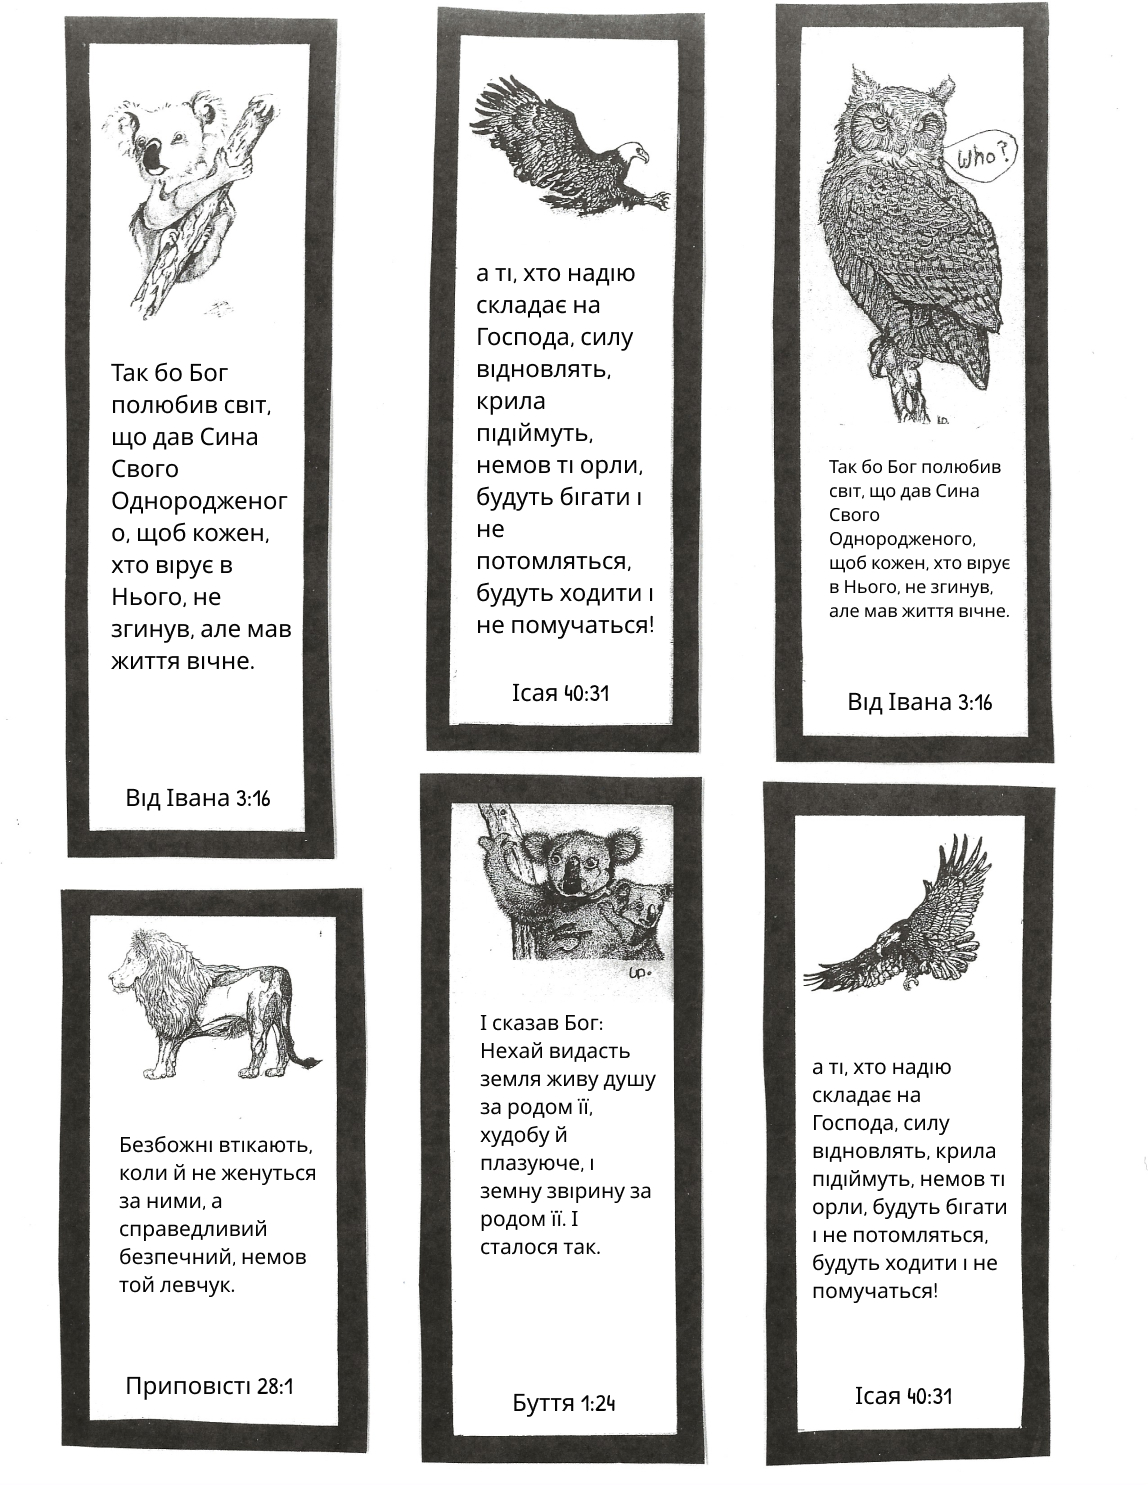 Так бо Бог
полюбив світ,
що дав Сина
Свого
Однородженог
о, щоб кожен,
хто вірує в
Нього, не
згинув, але мав
життя вічне.
Від Івана 3:16
а ті, хто надію
складає на
Господа, силу
відновлять,
крила
підіймуть,
немов ті орли,
будуть бігати і
не
потомляться,
будуть ходити і
не помучаться!
Ісая 40:31
Who?
LD.
Так бо Бог полюбив
світ, що дав Сина
Свого
Однородженого,
щоб кожен, хто вірує
в Нього, не згинув,
але мав життя вічне.
Від Івана 3:16
Безбожні втікають,
коли й не женуться
за ними, а
справедливий
безпечний, немов
той левчук.
Приповісті 28:1
І сказав Бог:
Нехай видасть
земля живу душу
за родом її,
худобу й
плазуюче, і
земну звірину за
родом її. І
сталося так.
Буття 1:24
а ті, хто надію
складає на
Господа, силу
відновлять, крила
підіймуть, немов ті
орли, будуть бігати
і не потомляться,
будуть ходити і не
помучаться!
Ісая 40:31